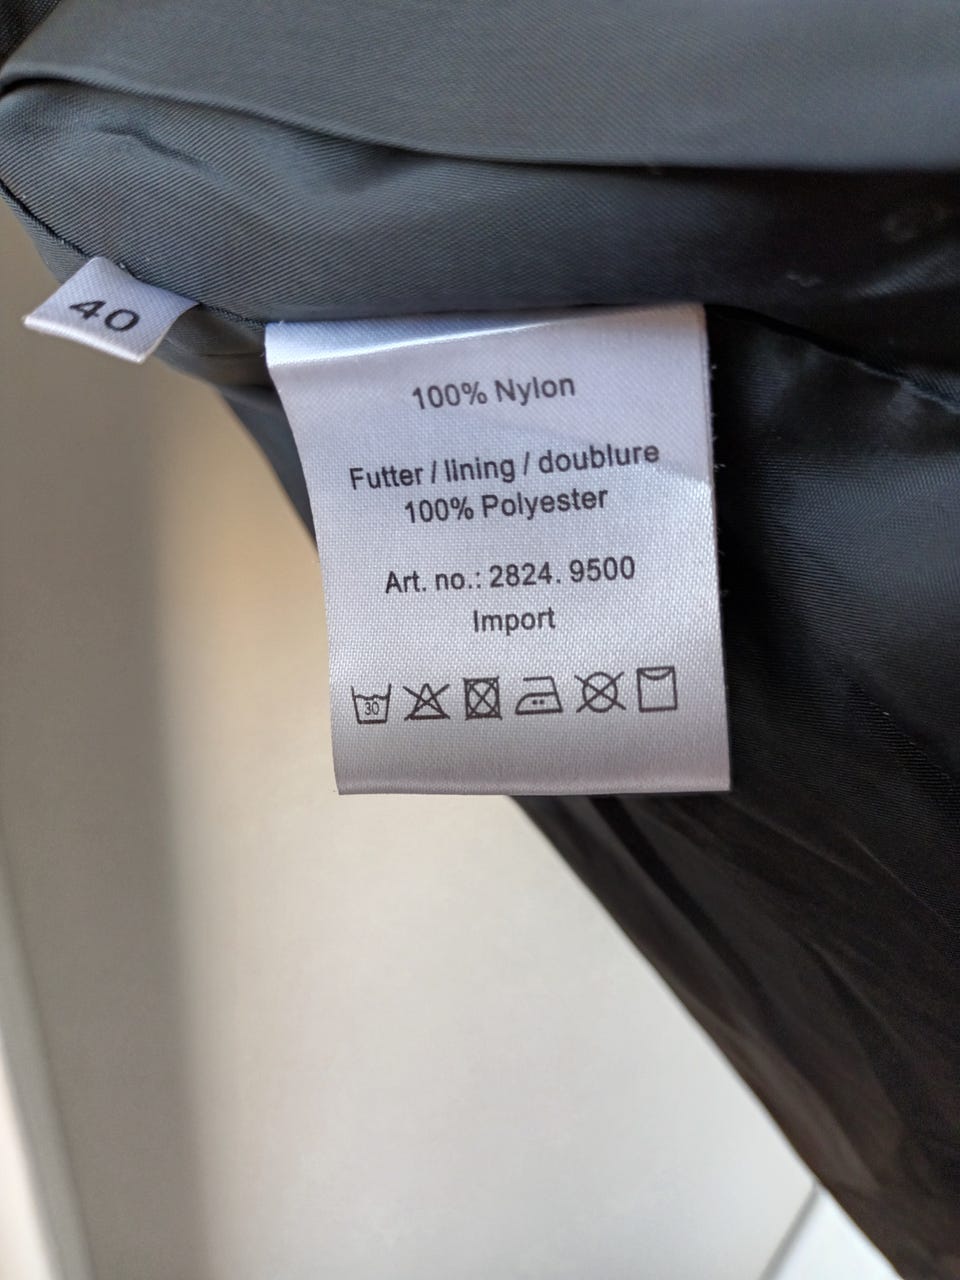 40
100% Nylon
Futter / lining / doublure
100% Polyester
Art. no.: 2824. 9500
Import
30